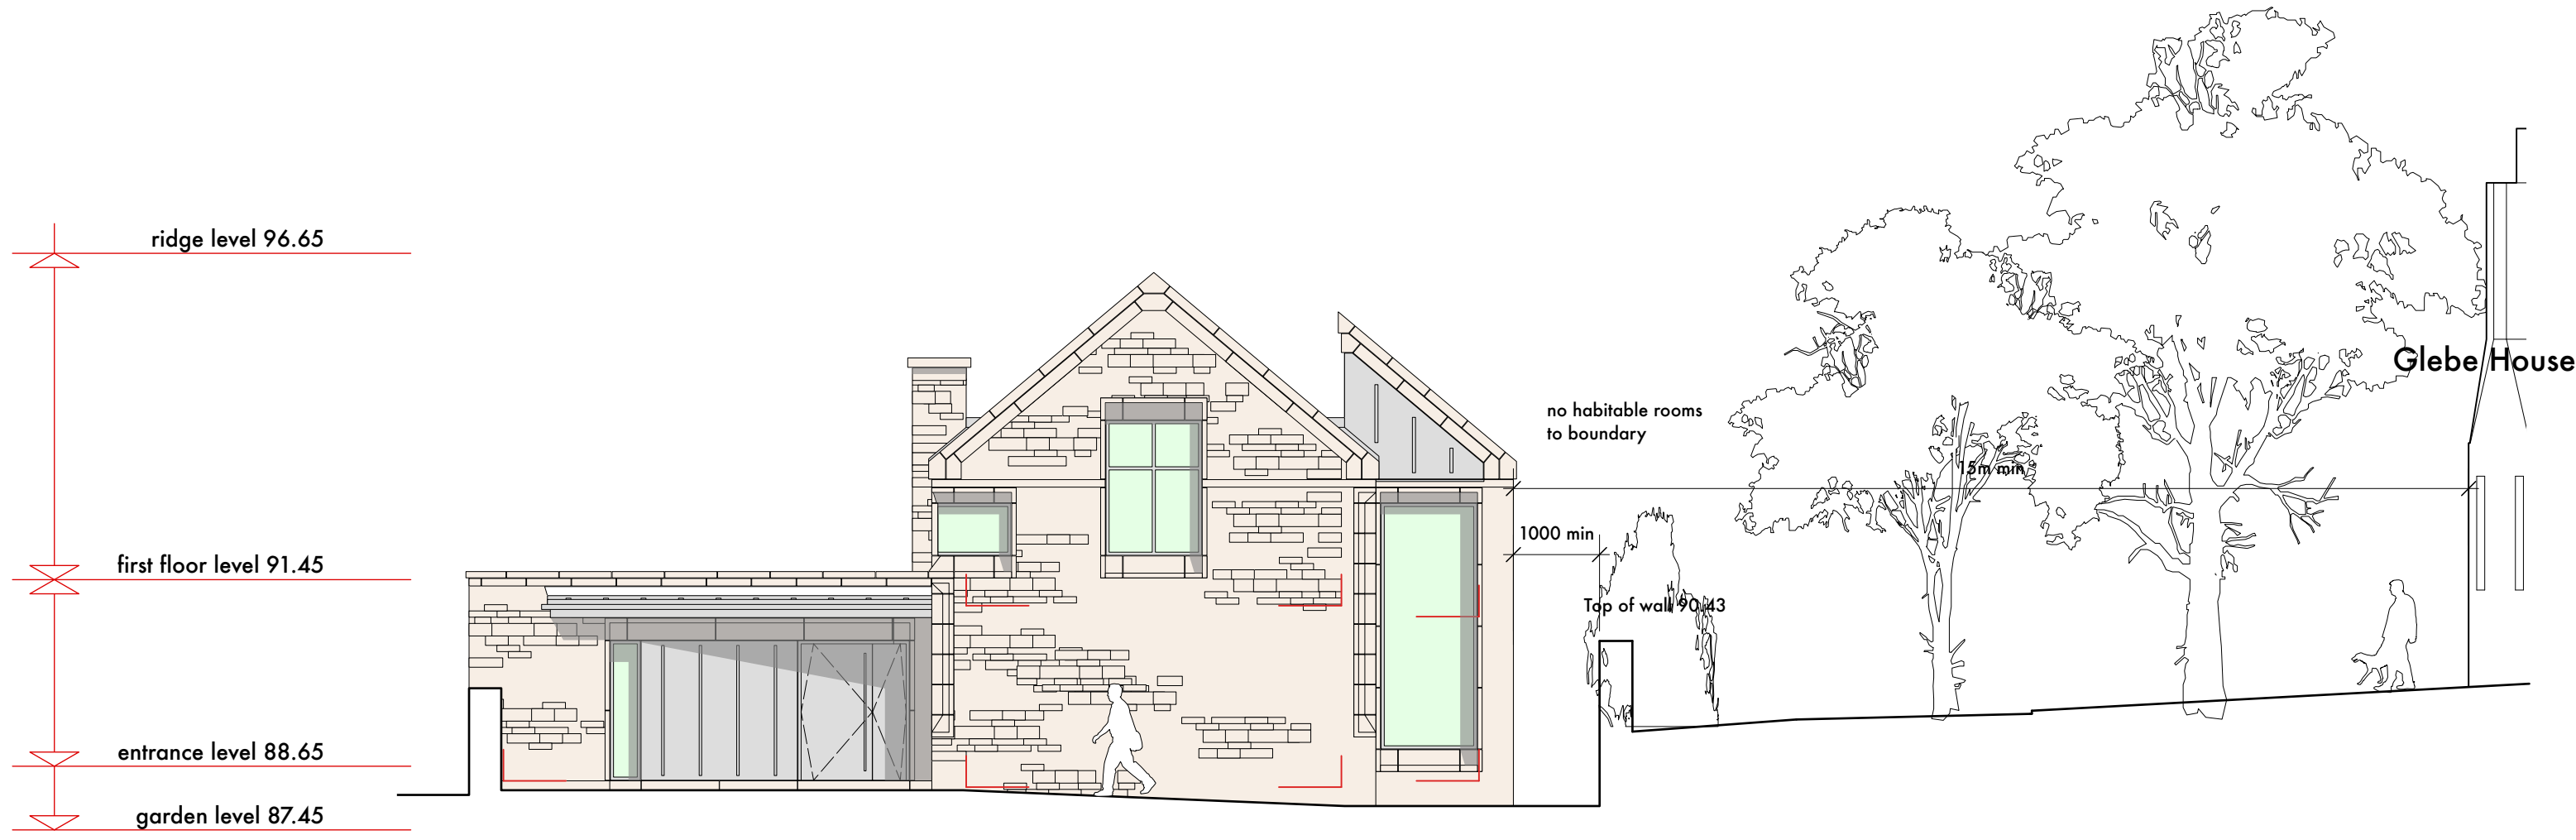 ridge level 96.65
Glebe House
no habitable rooms
to boundary
15m min
1000 min
first floor level 91.45
Top of wall 90.43
entrance level 88.65
garden level 87.45